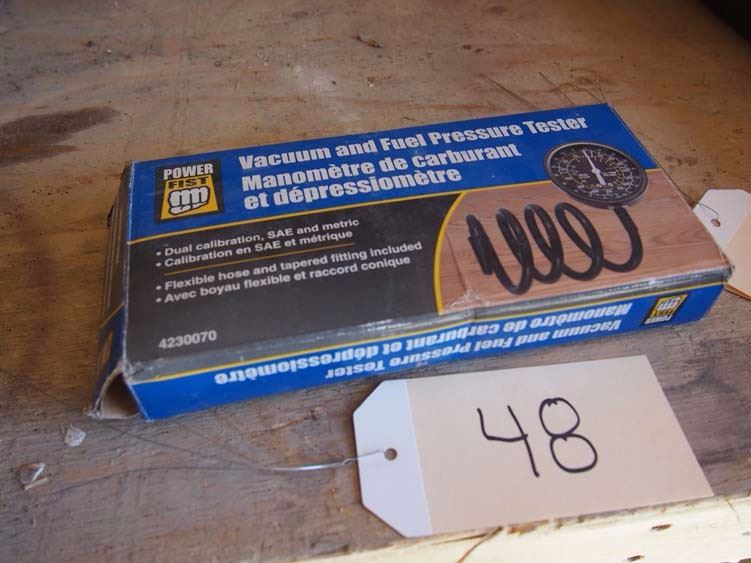 POWER
FIST
Vacuum and Fuel Pressure Tester
Manomètre de carburant
et dépressiomètre
• Dual calibration, SAE and metric
• Calibration en SAE et métrique
• Flexible hose and tapered fitting included
• Avec boyau flexible et raccord conique
4230070
POWER
FIST
Vacuum and Fuel Pressure Tester
Manomètre de carburant et dépressiomètre
48